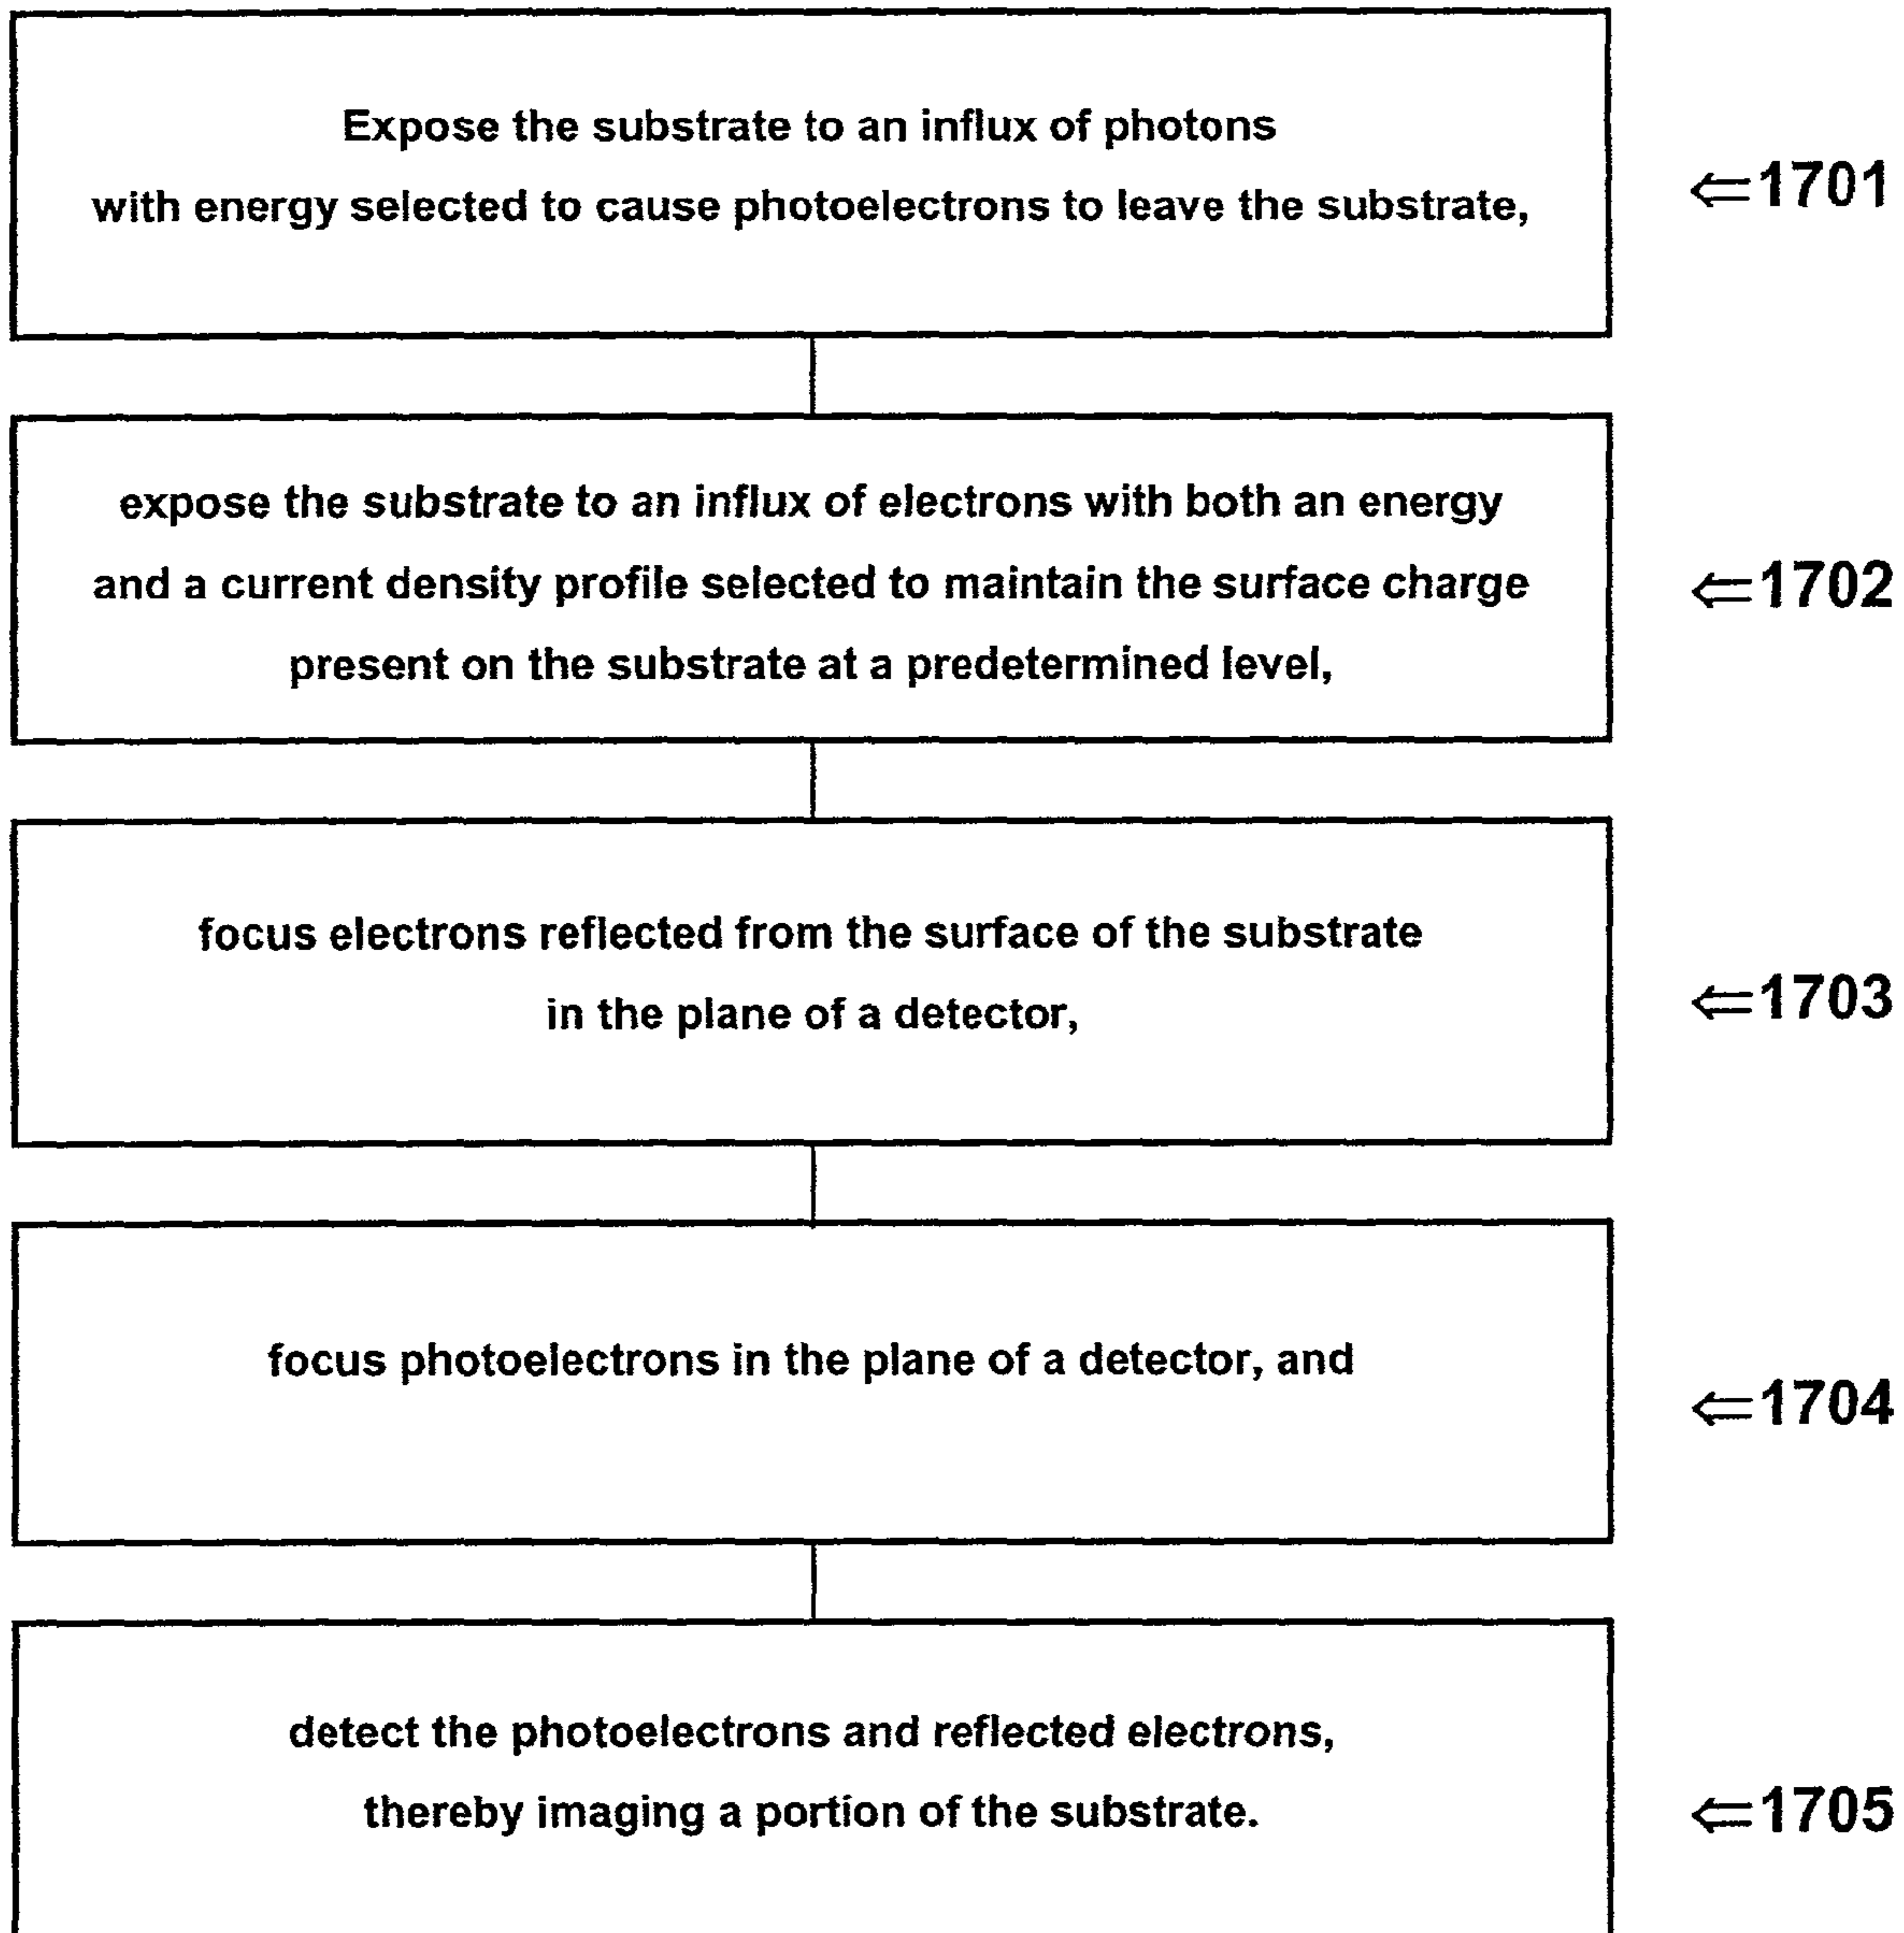 Expose the substrate to an influx of photons
with energy selected to cause photoelectrons to leave the substrate,
⇐1701
expose the substrate to an influx of electrons with both an energy
and a current density profile selected to maintain the surface charge
present on the substrate at a predetermined level,
⇐1702
focus electrons reflected from the surface of the substrate
in the plane of a detector,
⇐1703
focus photoelectrons in the plane of a detector, and
⇐1704
detect the photoelectrons and reflected electrons,
thereby imaging a portion of the substrate.
⇐1705